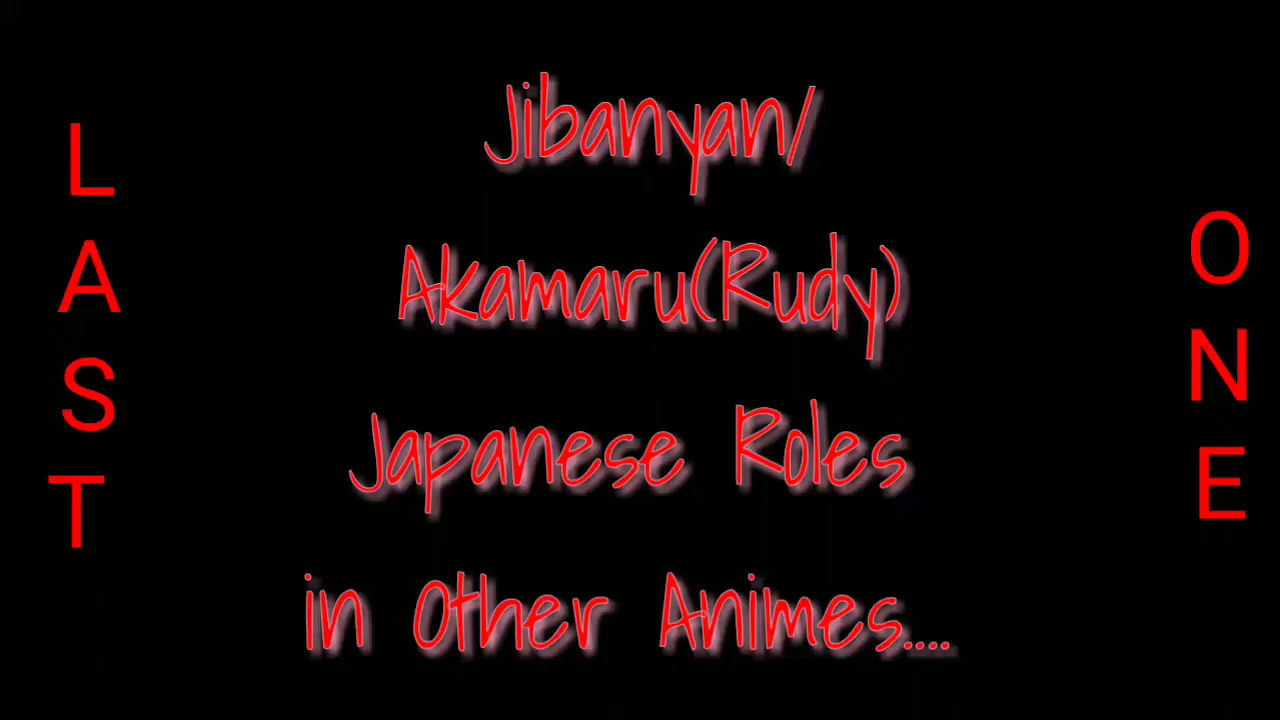 LAST
Jibanyan/
Akamaru(Rudy)
Japanese Roles
in Other Animes....
ONE